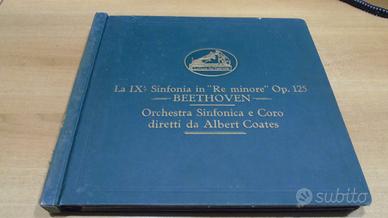 La IXª Sinfonia in "Re minore" Op. 125
BEETHOVEN
Orchestra Sinfonica e Coro
diretti da Albert Coates
subito